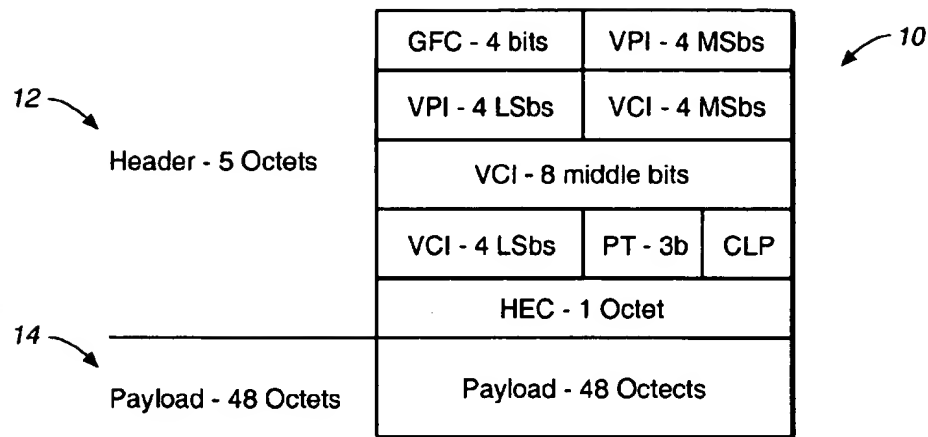 GFC - 4 bits VPI - 4 MSbs
10
12
VPI - 4 LSbs VCI - 4 MSbs
Header - 5 Octets
VCI - 8 middle bits
VCI - 4 LSbs PT - 3b CLP
HEC - 1 Octet
14
Payload - 48 Octets
Payload - 48 Octects